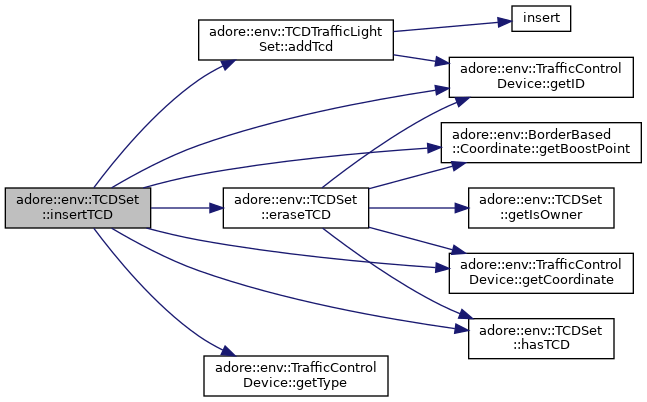 adore::env::TCDSet
::insertTCD
adore::env::TCDTrafficLight
Set::addTcd
insert
adore::env::TrafficControl
Device::getID
adore::env::BorderBased
::Coordinate::getBoostPoint
adore::env::TCDSet
::eraseTCD
adore::env::TCDSet
::getIsOwner
adore::env::TrafficControl
Device::getCoordinate
adore::env::TCDSet
::hasTCD
adore::env::TrafficControl
Device::getType